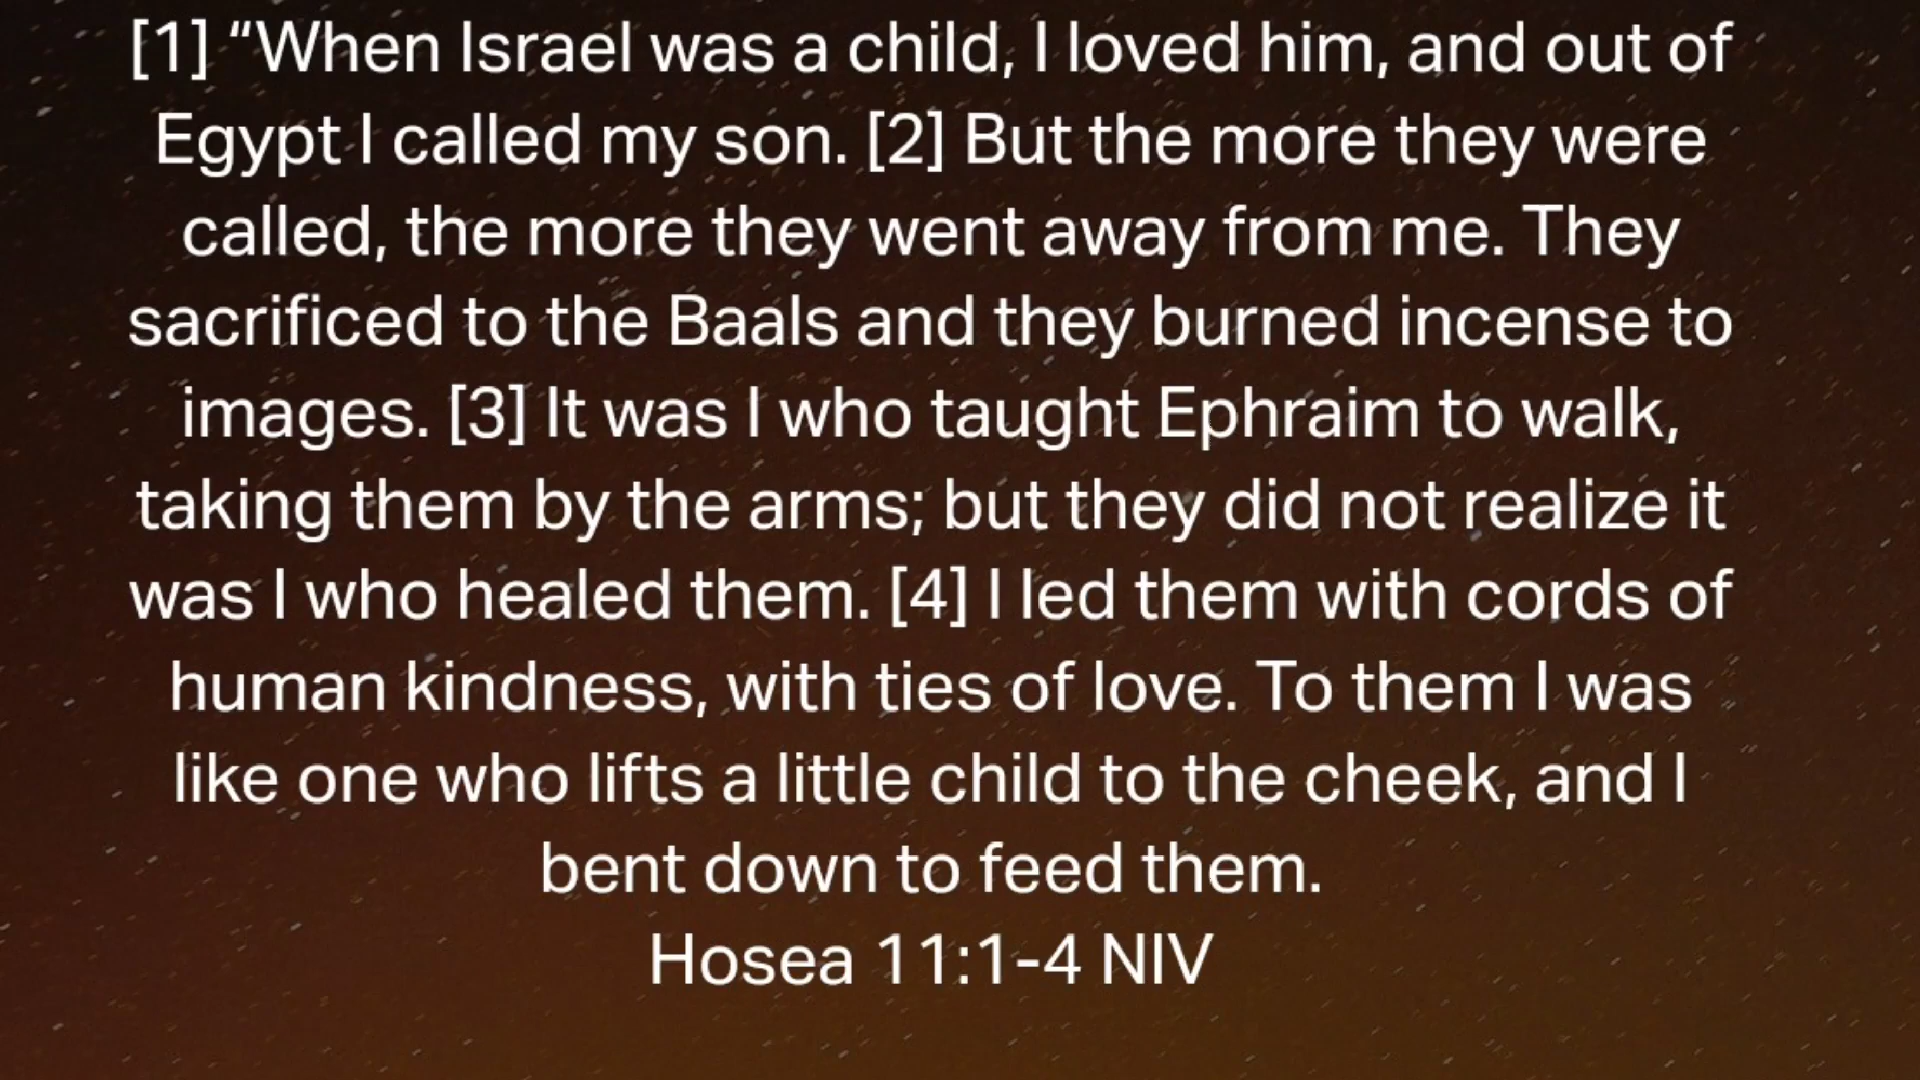 [1] “When Israel was a child, I loved him, and out of
Egypt I called my son. [2] But the more they were
called, the more they went away from me. They
sacrificed to the Baals and they burned incense to
images. [3] It was I who taught Ephraim to walk,
taking them by the arms; but they did not realize it
was I who healed them. [4] I led them with cords of
human kindness, with ties of love. To them I was
like one who lifts a little child to the cheek, and I
bent down to feed them.
Hosea 11:1-4 NIV